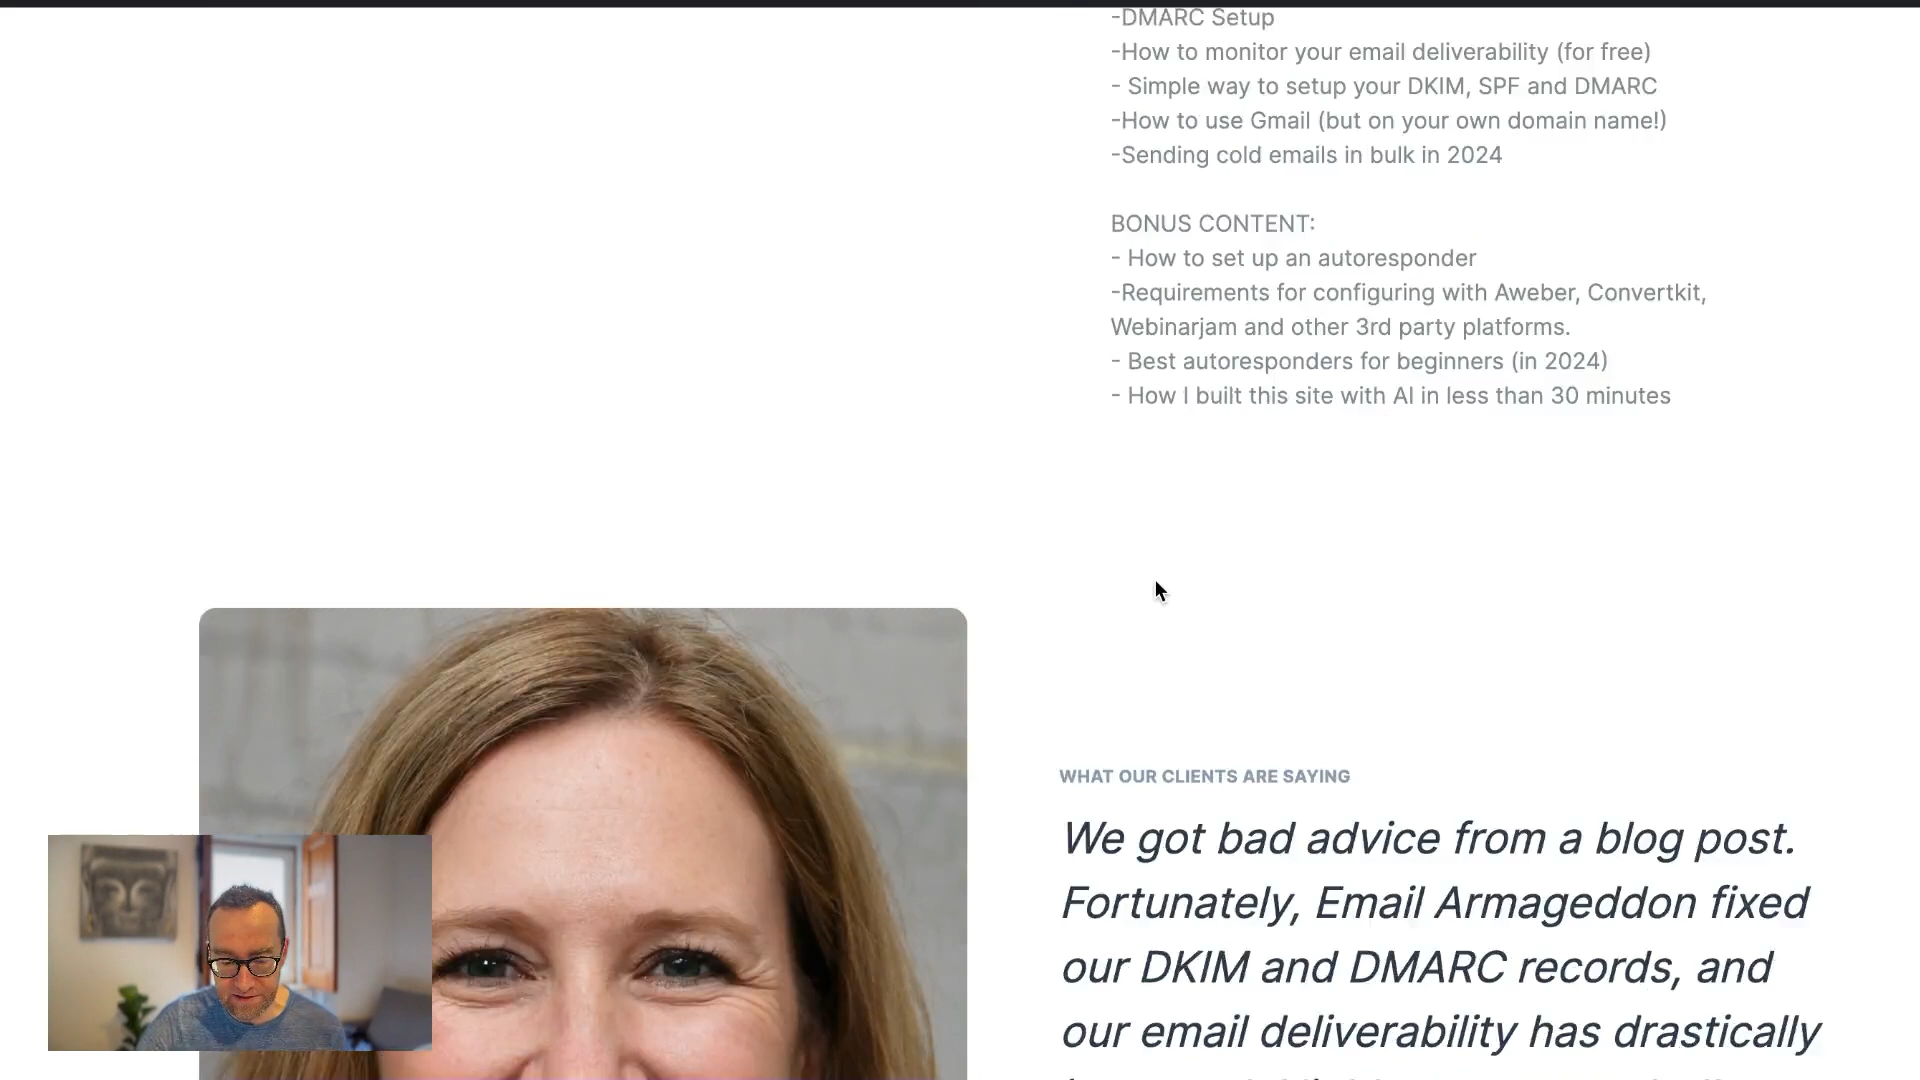 -DMARC Setup
-How to monitor your email deliverability (for free)
- Simple way to setup your DKIM, SPF and DMARC
-How to use Gmail (but on your own domain name!)
-Sending cold emails in bulk in 2024
BONUS CONTENT:
- How to set up an autoresponder
-Requirements for configuring with Aweber, Convertkit,
Webinarjam and other 3rd party platforms.
- Best autoresponders for beginners (in 2024)
- How I built this site with AI in less than 30 minutes
WHAT OUR CLIENTS ARE SAYING
We got bad advice from a blog post.
Fortunately, Email Armageddon fixed
our DKIM and DMARC records, and
our email deliverability has drastically